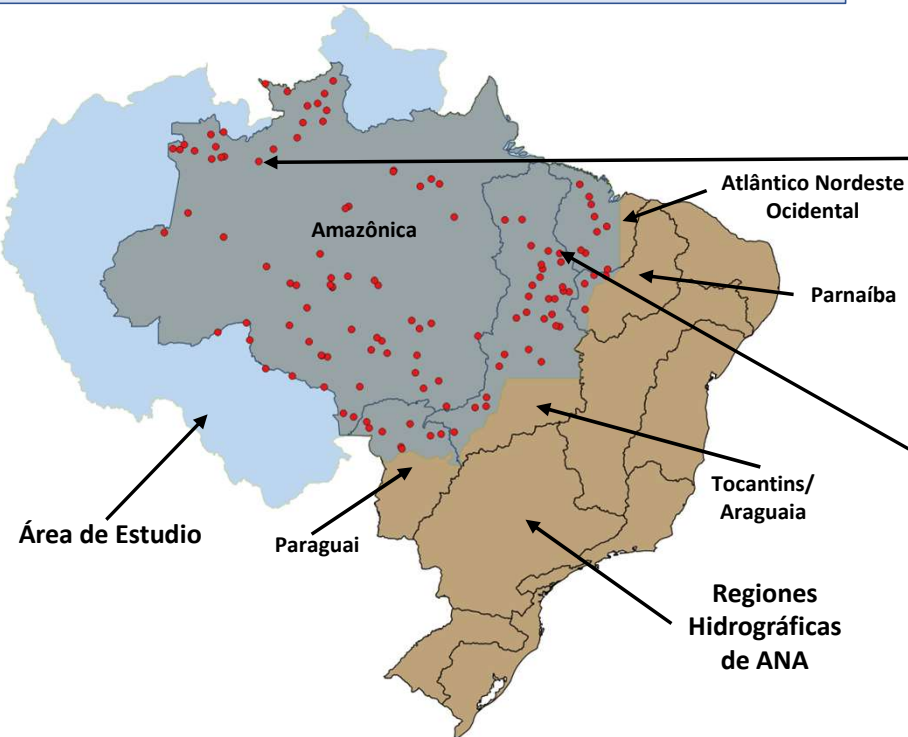 Atlântico Nordeste
Ocidental
Amazônica
Parnaíba
Tocantins/
Araguaia
Área de Estudio
Paraguai
Regiones
Hidrográficas
de ANA